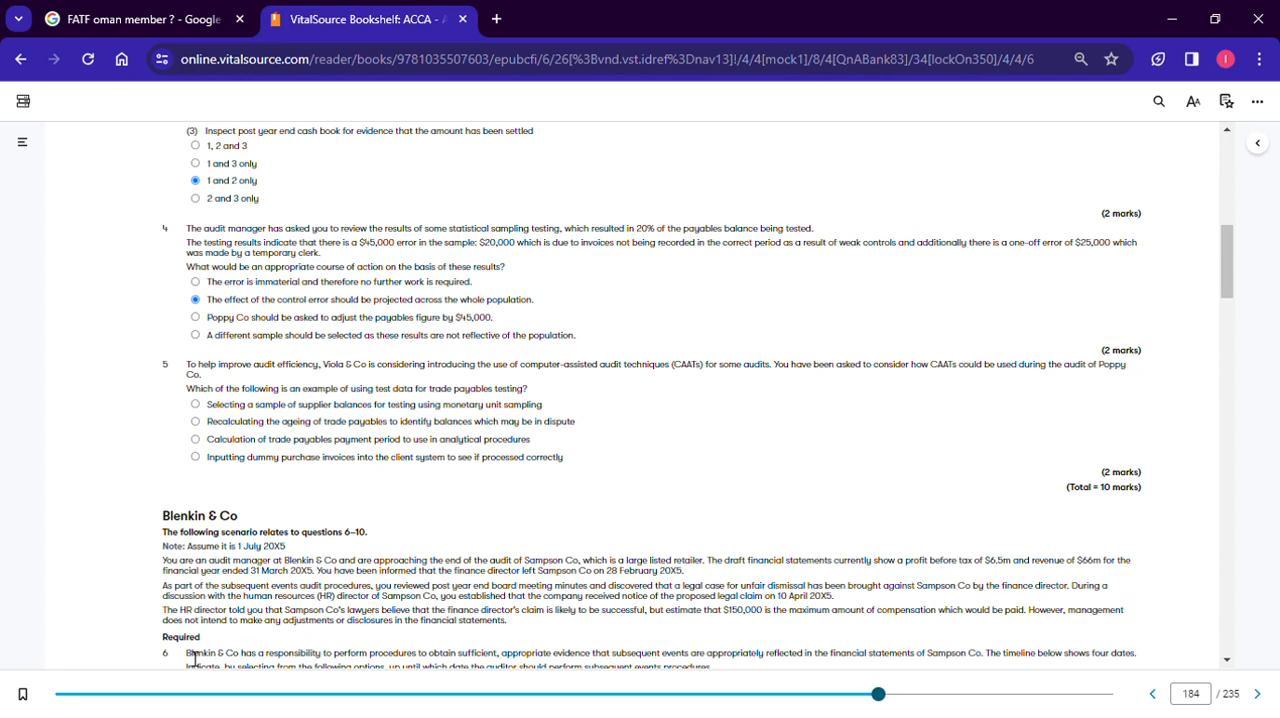 FATF oman member ? - Google
VitalSource Bookshelf: ACCA -
online.vitalsource.com/reader/books/9781035507603/epubcfi/6/26[%3Bvnd.vst.idref%3Dnav13]!/4/4[mock1]/8/4[QnABank83]/34[lockOn350]/4/4/6
I
AA
(3) Inspect post year end cash book for evidence that the amount has been settled
1, 2 and 3
1 and 3 only
1 and 2 only
2 and 3 only
(2 marks)
4 The audit manager has asked you to review the results of some statistical sampling testing, which resulted in 20% of the payables balance being tested.
The testing results indicate that there is a $45,000 error in the sample: $20,000 which is due to invoices not being recorded in the correct period as a result of weak controls and additionally there is a one-off error of $25,000 which
was made by a temporary clerk.
What would be an appropriate course of action on the basis of these results?
The error is immaterial and therefore no further work is required.
The effect of the control error should be projected across the whole population.
Poppy Co should be asked to adjust the payables figure by $45,000.
A different sample should be selected as these results are not reflective of the population.
(2 marks)
5 To help improve audit efficiency, Viola & Co is considering introducing the use of computer-assisted audit techniques (CAATs) for some audits. You have been asked to consider how CAATs could be used during the audit of Poppy
Co.
Which of the following is an example of using test data for trade payables testing?
Selecting a sample of supplier balances for testing using monetary unit sampling
Recalculating the ageing of trade payables to identify balances which may be in dispute
Calculation of trade payables payment period to use in analytical procedures
Inputting dummy purchase invoices into the client system to see if processed correctly
(2 marks)
(Total = 10 marks)
Blenkin & Co
The following scenario relates to questions 6–10.
Note: Assume it is 1 July 20X5
You are an audit manager at Blenkin & Co and are approaching the end of the audit of Sampson Co, which is a large listed retailer. The draft financial statements currently show a profit before tax of $6.5m and revenue of $66m for the
financial year ended 31 March 20X5. You have been informed that the finance director left Sampson Co on 28 February 20X5.
As part of the subsequent events audit procedures, you reviewed post year end board meeting minutes and discovered that a legal case for unfair dismissal has been brought against Sampson Co by the finance director. During a
discussion with the human resources (HR) director of Sampson Co, you established that the company received notice of the proposed legal claim on 10 April 20X5.
The HR director told you that Sampson Co's lawyers believe that the finance director's claim is likely to be successful, but estimate that $150,000 is the maximum amount of compensation which would be paid. However, management
does not intend to make any adjustments or disclosures in the financial statements.
Required
6 Blenkin & Co has a responsibility to perform procedures to obtain sufficient, appropriate evidence that subsequent events are appropriately reflected in the financial statements of Sampson Co. The timeline below shows four dates.
Indicate, by selecting from the following options, up until which date the auditor should perform subsequent events procedures.
184 / 235